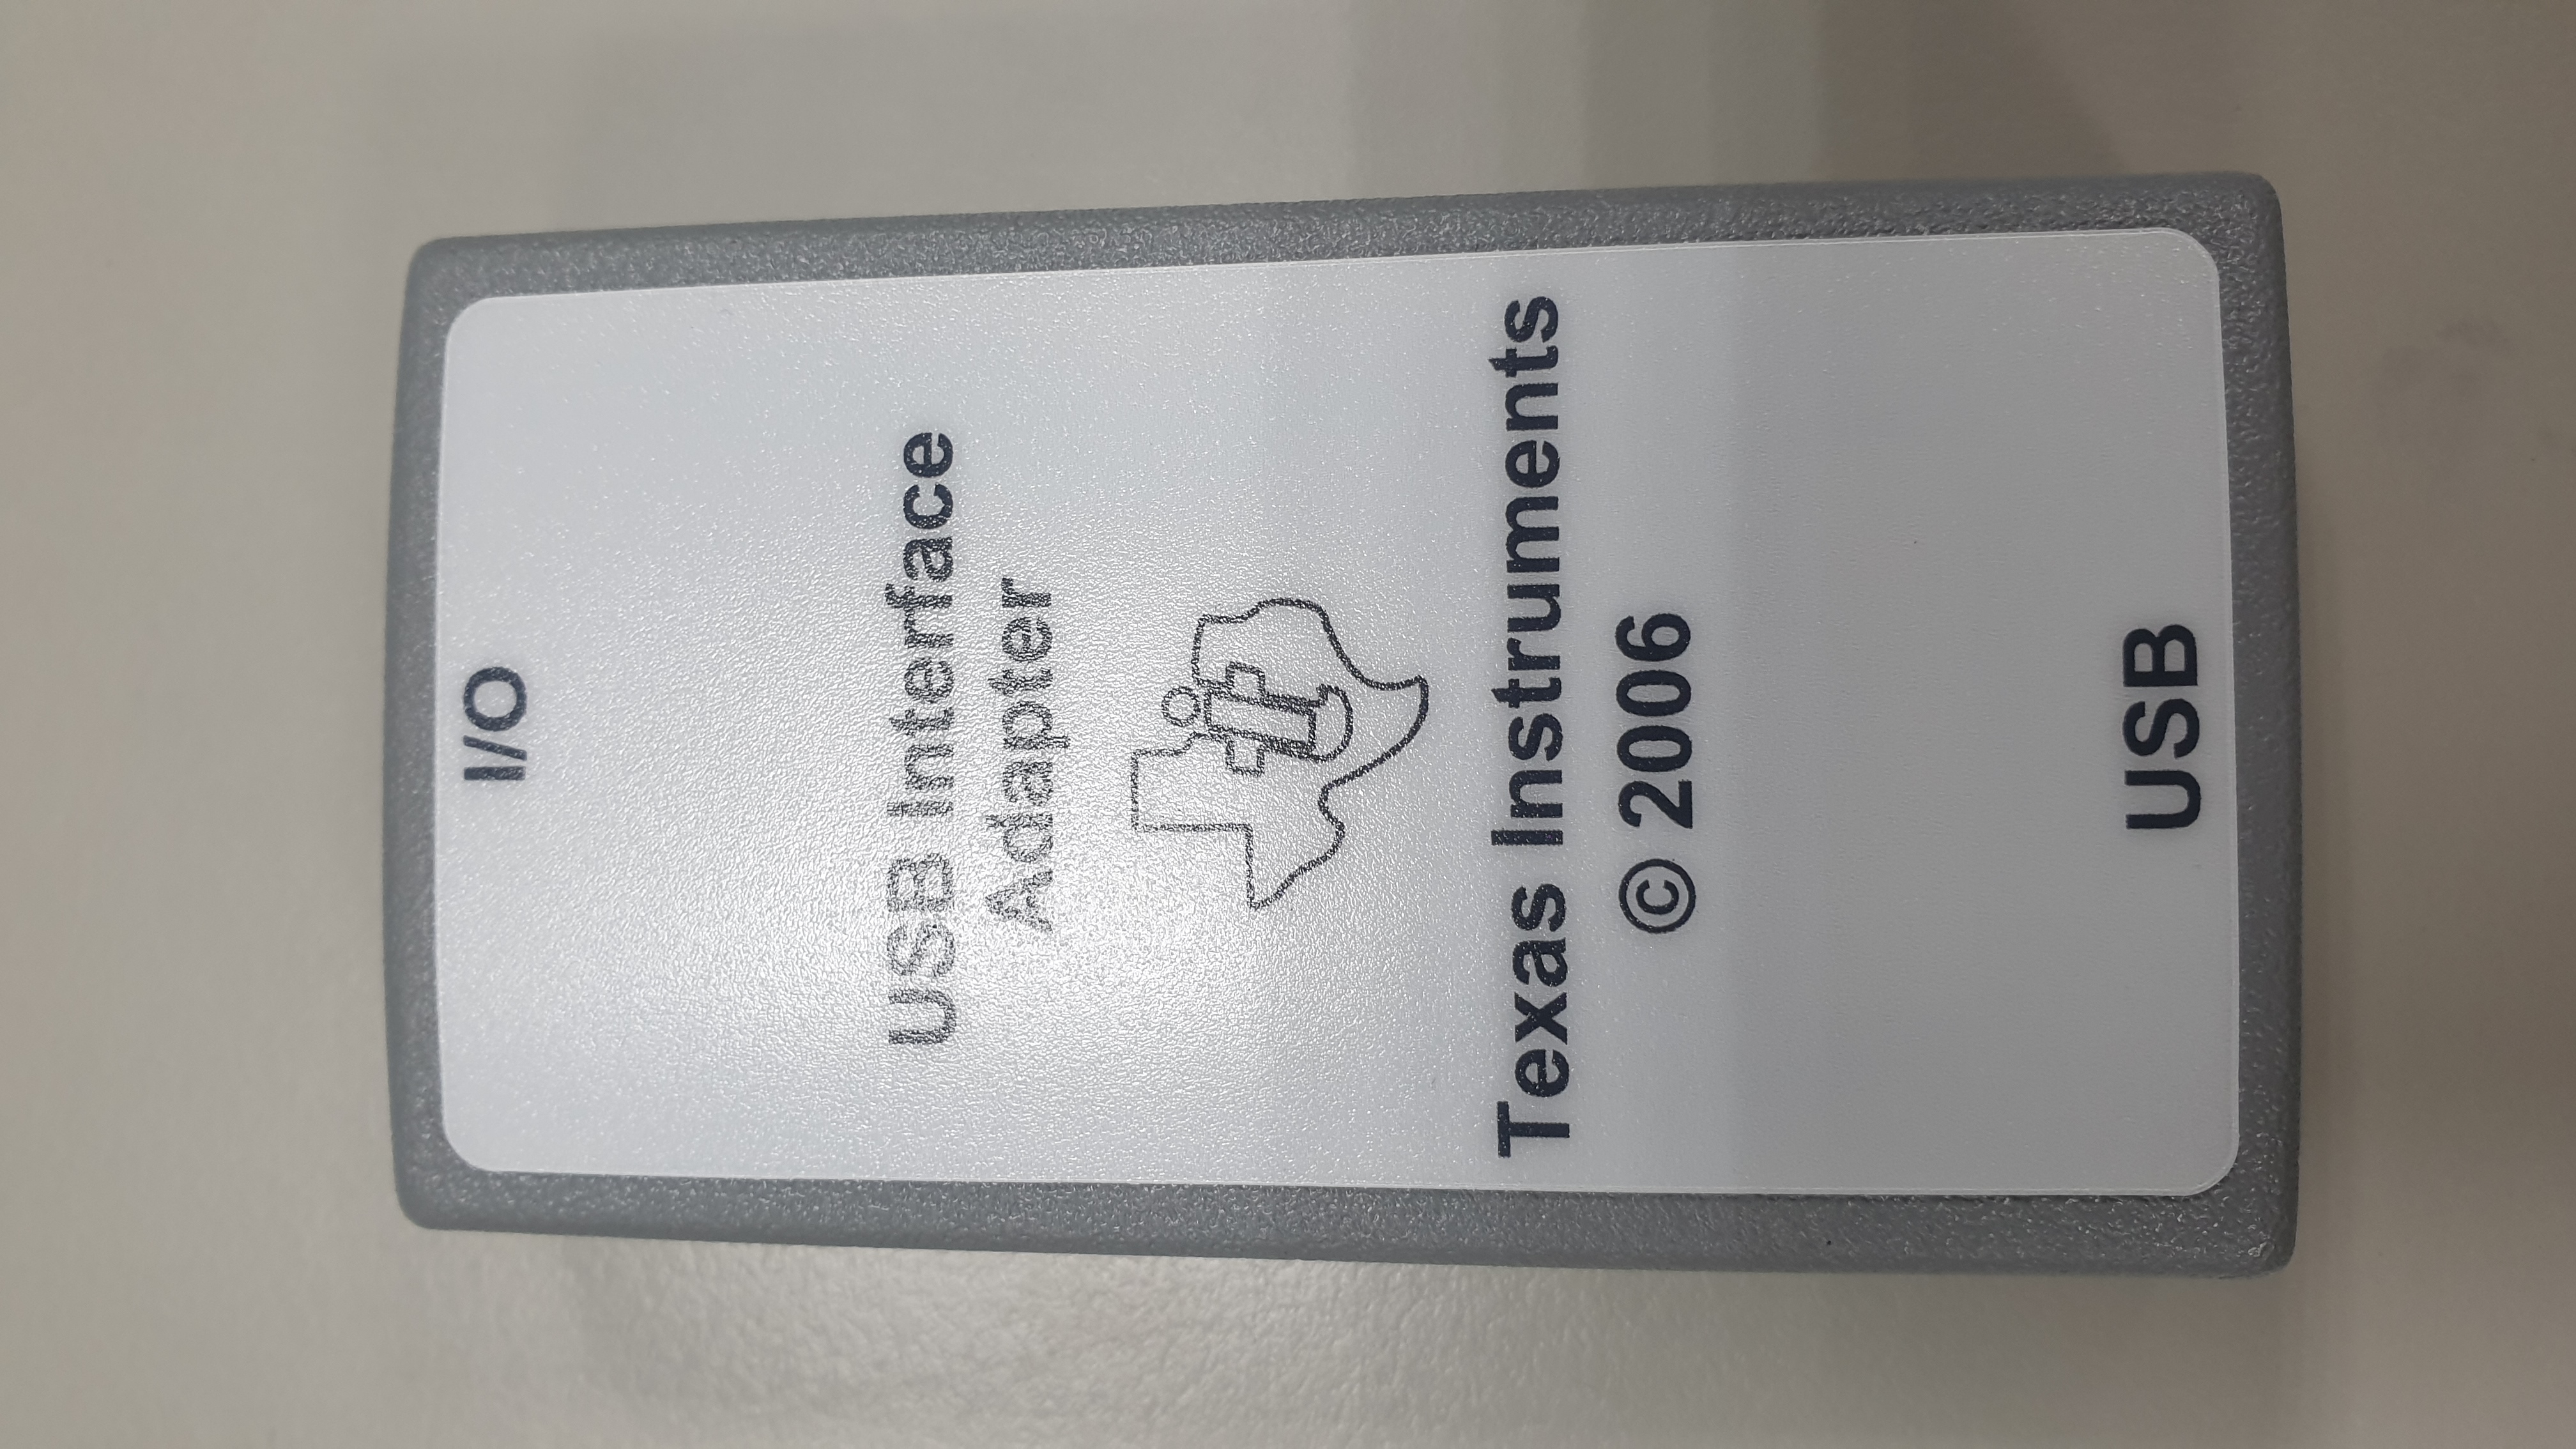 I/O
USB Interface
Adapter
Texas Instruments
© 2006
USB